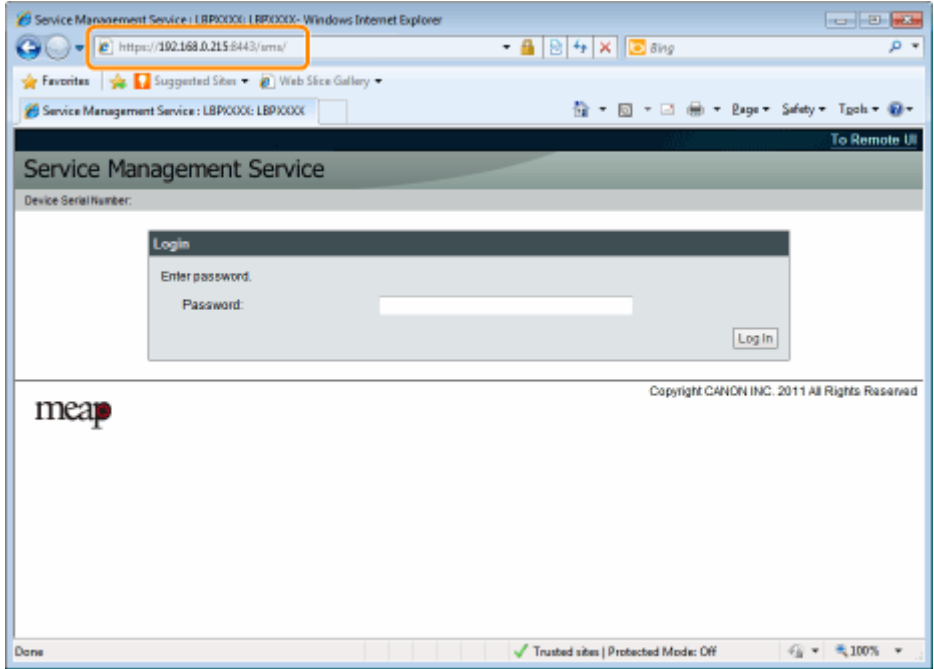 Service Management Service : LBPXXXX: LBPXXXX- Windows Internet Explorer
https://192.168.0.215:8443/sms/
Bing
Favorites Suggested Sites Web Slice Gallery
Service Management Service : LBPXXXX: LBPXXXX
Page Safety Tools
To Remote UI
Service Management Service
Device Serial Number:
Login
Enter password.
Password:
Log In
Copyright CANON INC. 2011 All Rights Reserved
meap
Done
Trusted sites | Protected Mode: Off
100%